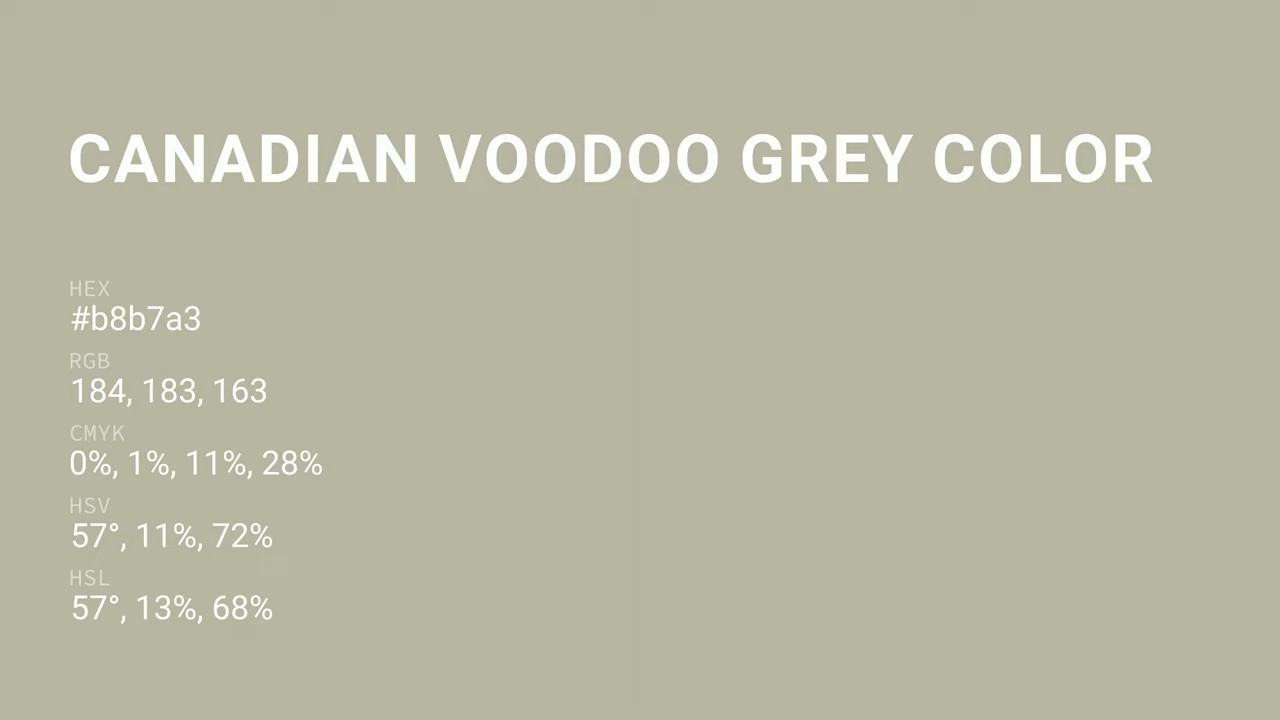 CANADIAN VOODOO GREY COLOR
HEX
#b8b7a3
RGB
184, 183, 163
CMYK
0%, 1%, 11%, 28%
HSV
57°, 11%, 72%
HSL
57°, 13%, 68%